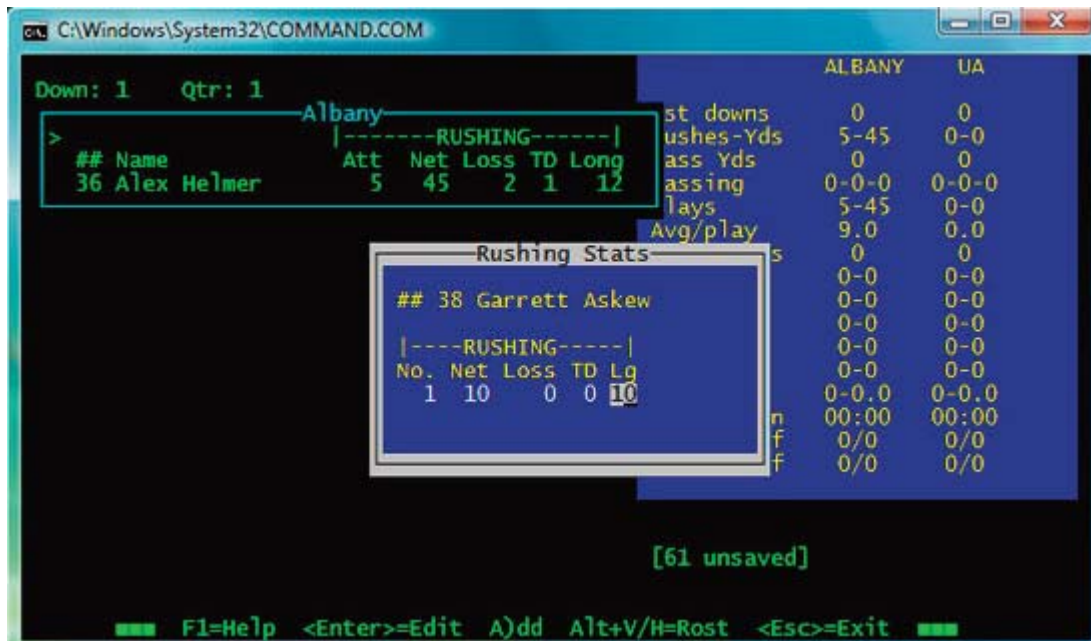 C:\Windows\System32\COMMAND.COM
ALBANY UA
Down: 1 Qtr: 1
Albany
> |-------RUSHING------|
## Name Att Net Loss TD Long
36 Alex Helmer 5 45 2 1 12
st downs 0 0
ushes-Yds 5-45 0-0
ass Yds 0 0
assing 0-0-0 0-0-0
lays 5-45 0-0
Avg/play 9.0 0.0
s 0 0
0-0 0-0
0-0 0-0
0-0 0-0
0-0 0-0
0-0 0-0
0-0.0 0-0.0
n 00:00 00:00
f 0/0 0/0
f 0/0 0/0
Rushing Stats
## 38 Garrett Askew
|----RUSHING-----|
No. Net Loss TD Lg
1 10 0 0 10
[61 unsaved]
F1=Help <Enter>=Edit A)dd Alt+V/H=Rost <Esc>=Exit